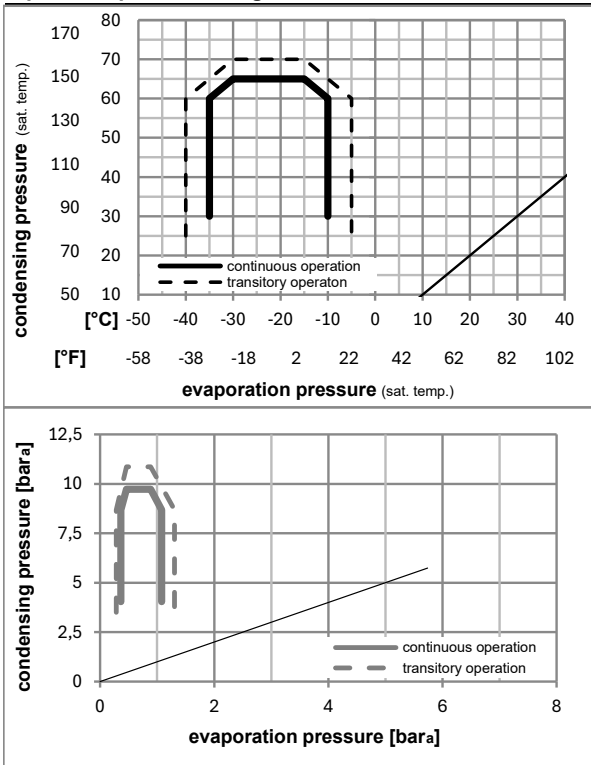 170 80
70
150 60
130 50
110 40
90 30
70 20
50 10
condensing pressure (sat. temp.)
continuous operation
transitory operaton
[°C] -50 -40 -30 -20 -10 0 10 20 30 40
[°F] -58 -38 -18 2 22 42 62 82 102
evaporation pressure (sat. temp.)
12,5
10
7,5
5
2,5
0
condensing pressure [bara]
continuous operation
transitory operation
0 2 4 6 8
evaporation pressure [bara]